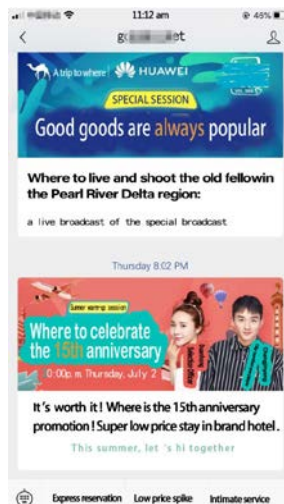 11:12 am
46%
A trip to where
HUAWEI
SPECIAL SESSION
Good goods are always popular
Where to live and shoot the old fellowin
the Pearl River Delta region:
a live broadcast of the special broadcast
Thursday 8:02 PM
Where to celebrate
the 15th anniversary
0:00p.m Thursday, July 2
It's worth it! Where is the 15th anniversary
promotion! Super low price stay in brand hotel.
This summer, let 's hi together
Express reservation
Low price spike
Intimate service